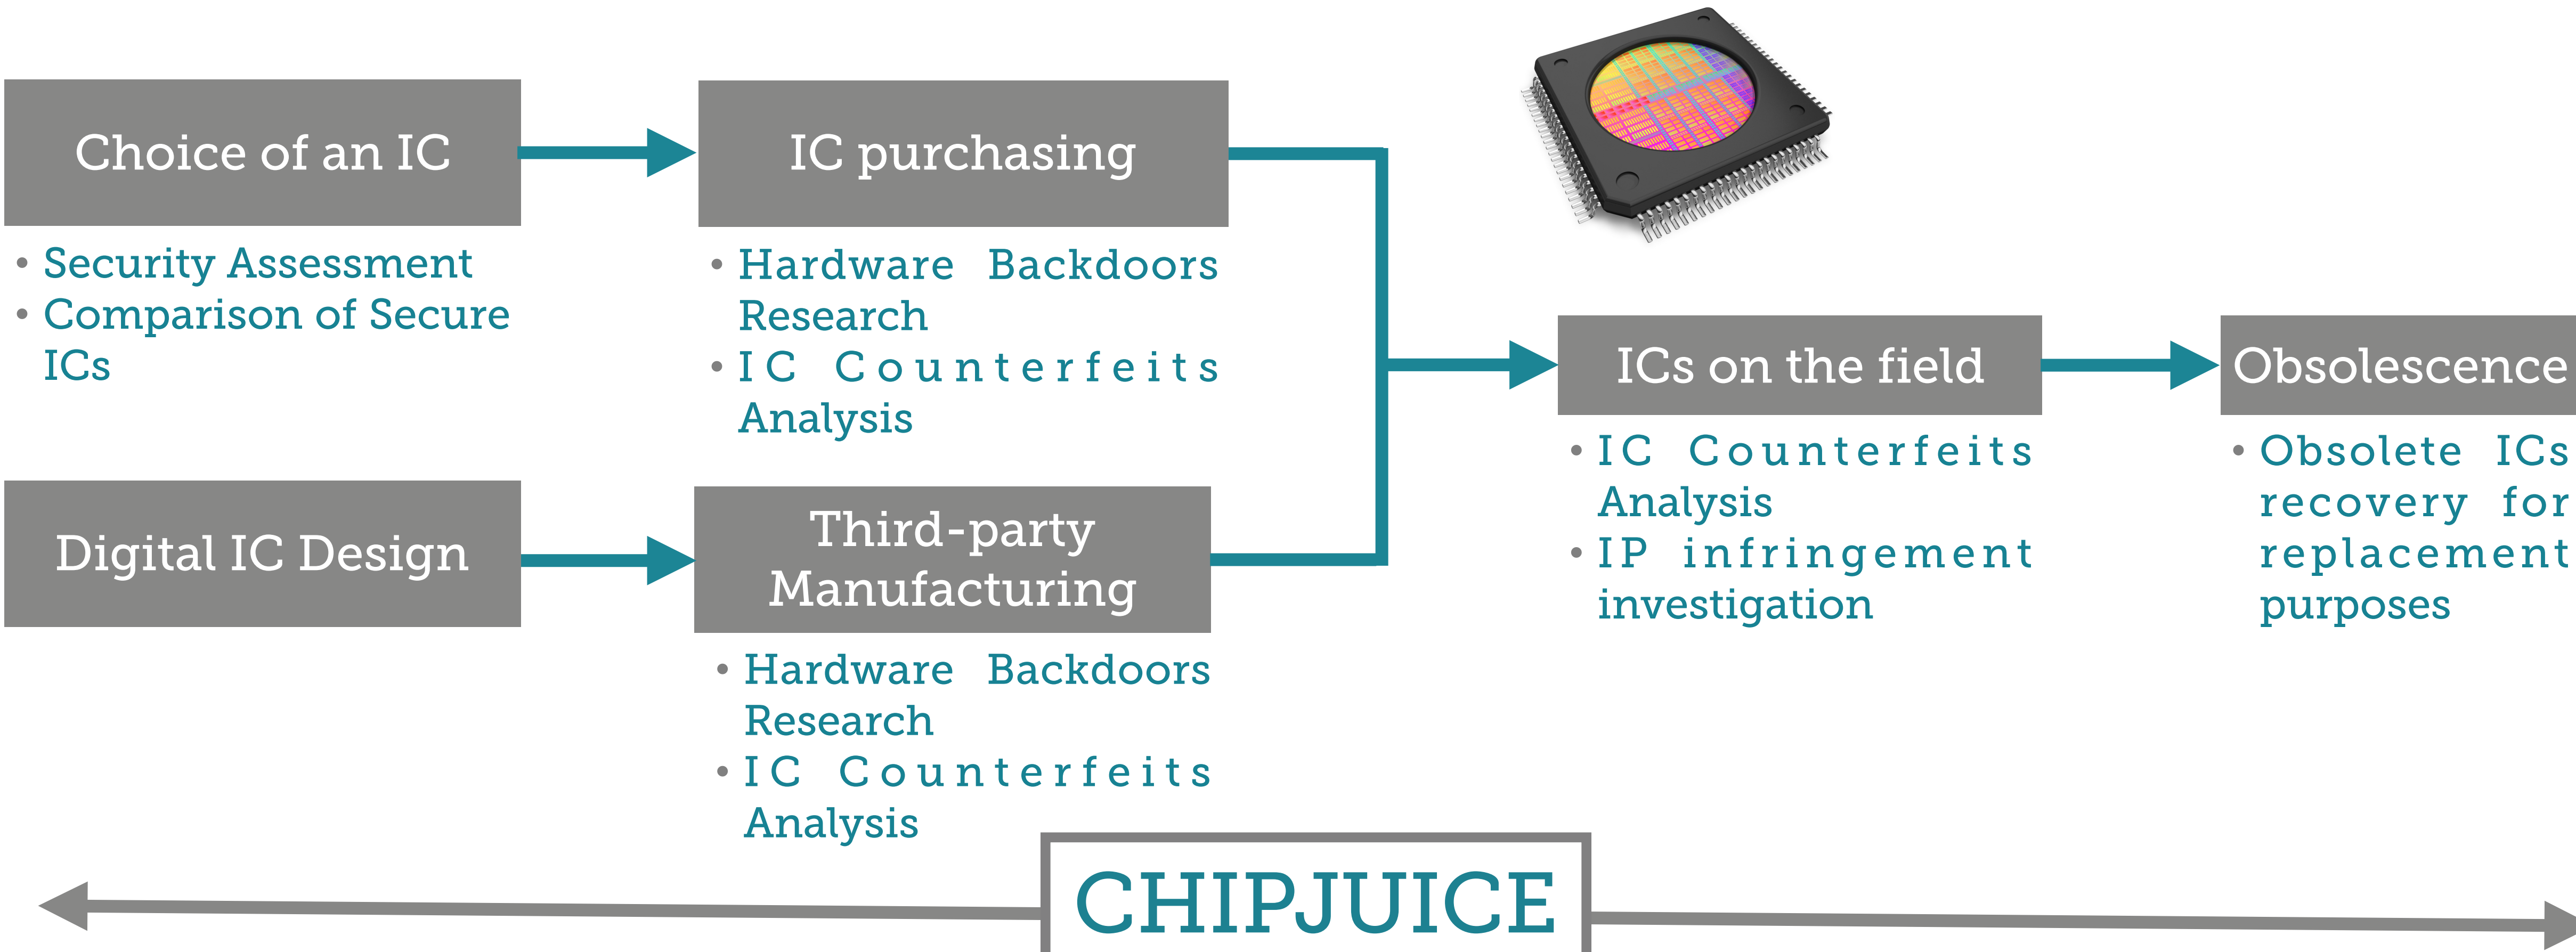 Choice of an IC
• Security Assessment
• Comparison of Secure
ICs
IC purchasing
• Hardware Backdoors
Research
• IC Counterfeits
Analysis
Digital IC Design
Third-party
Manufacturing
• Hardware Backdoors
Research
• IC Counterfeits
Analysis
ICs on the field
• IC Counterfeits
Analysis
• IP infringement
investigation
Obsolescence
• Obsolete ICs
recovery for
replacement
purposes
CHIPJUICE